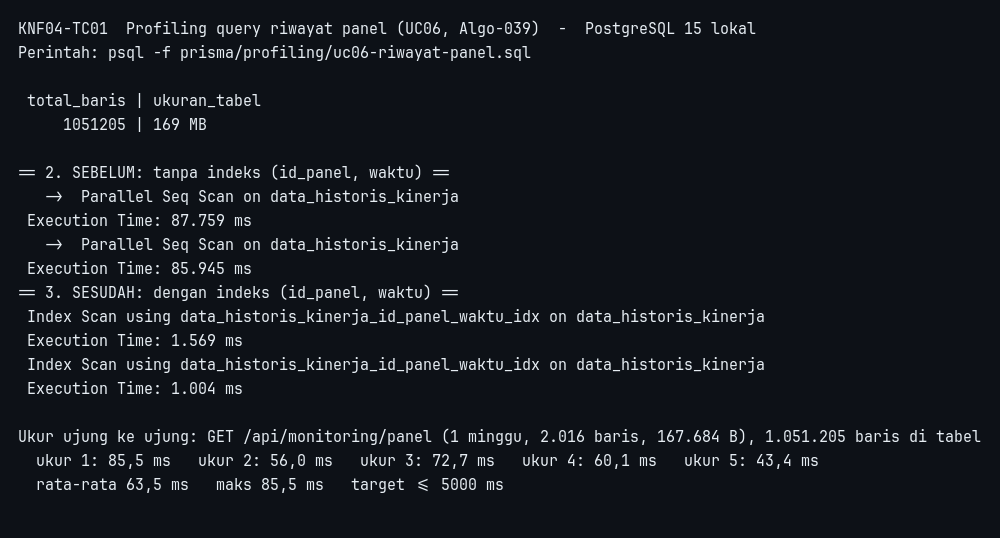 KNF04-TC01  Profiling query riwayat panel (UC06, Algo-039)  -  PostgreSQL 15 lokal
Perintah: psql -f prisma/profiling/uc06-riwayat-panel.sql
total_baris | ukuran_tabel
1051205 | 169 MB
== 2. SEBELUM: tanpa indeks (id_panel, waktu) ==
->  Parallel Seq Scan on data_historis_kinerja
Execution Time: 87.759 ms
->  Parallel Seq Scan on data_historis_kinerja
Execution Time: 85.945 ms
== 3. SESUDAH: dengan indeks (id_panel, waktu) ==
Index Scan using data_historis_kinerja_id_panel_waktu_idx on data_historis_kinerja
Execution Time: 1.569 ms
Index Scan using data_historis_kinerja_id_panel_waktu_idx on data_historis_kinerja
Execution Time: 1.004 ms
Ukur ujung ke ujung: GET /api/monitoring/panel (1 minggu, 2.016 baris, 167.684 B), 1.051.205 baris di tabel
ukur 1: 85,5 ms   ukur 2: 56,0 ms   ukur 3: 72,7 ms   ukur 4: 60,1 ms   ukur 5: 43,4 ms
rata-rata 63,5 ms   maks 85,5 ms   target <= 5000 ms